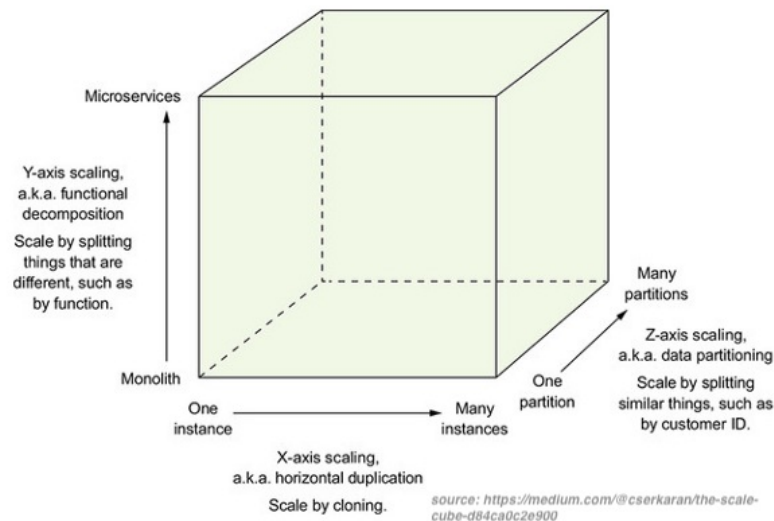 Microservices
Y-axis scaling,
a.k.a. functional
decomposition
Scale by splitting
things that are
different, such as
by function.
Monolith
One
instance
Many
instances
X-axis scaling,
a.k.a. horizontal duplication
Scale by cloning.
One
partition
Many
partitions
Z-axis scaling,
a.k.a. data partitioning
Scale by splitting
similar things, such as
by customer ID.
source: https://medium.com/@cserkaran/the-scale-
cube-d84ca0c2e900